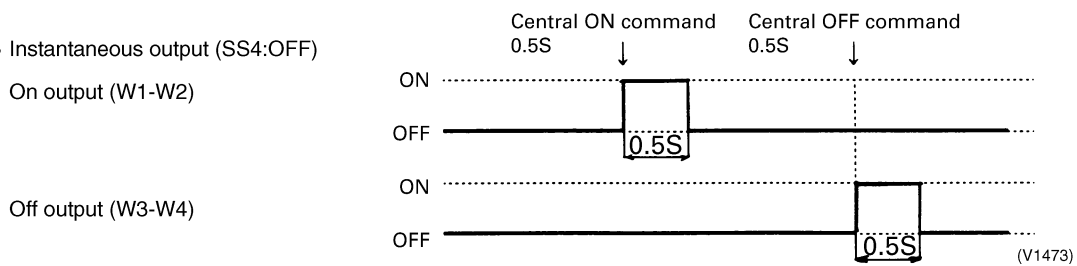 Central ON command Central OFF command
0.5S 0.5S
Instantaneous output (SS4:OFF)
ON
On output (W1-W2)
OFF
0.5S
ON
Off output (W3-W4)
OFF
0.5S
(V1473)